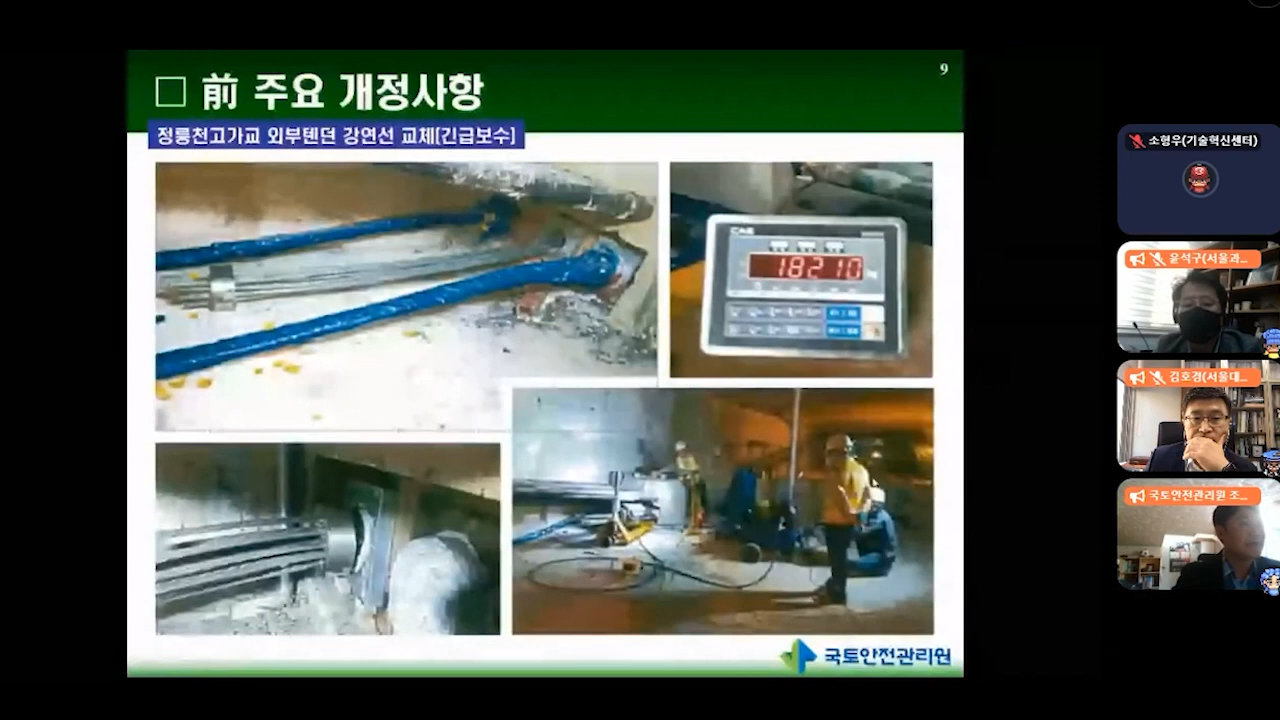 □ 前 주요 개정사항
9
정릉천고가교 외부텐던 강연선 교체[긴급보수]
CAS
18210
국토안전관리원
소형우(기술혁신센터)
윤석구(서울과...
김호경(서울대...
국토안전관리원 조...